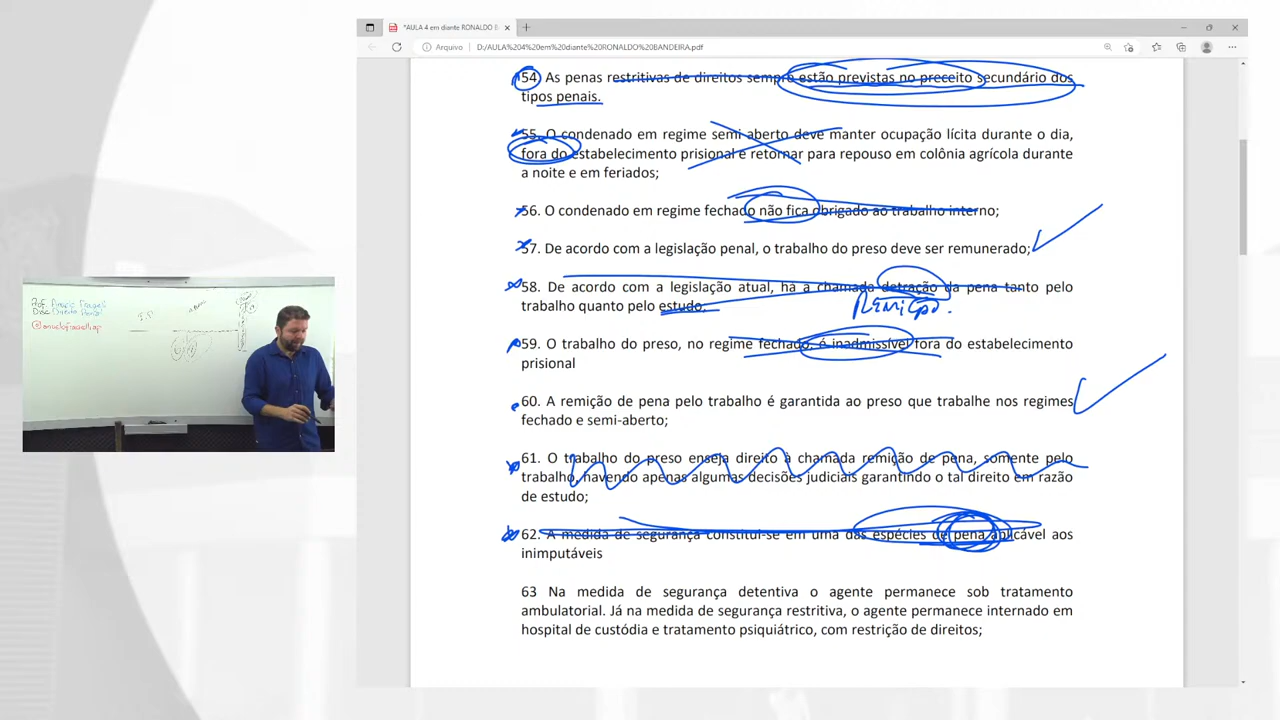 *AULA 4 em diante RONALDO B
Arquivo | D:/AULA%204%20em%20diante%20RONALDO%20BANDEIRA.pdf
54. As penas restritivas de direitos sempre estão previstas no preceito secundário dos
tipos penais.
55. O condenado em regime semi aberto deve manter ocupação lícita durante o dia,
fora do estabelecimento prisional e retornar para repouso em colônia agrícola durante
a noite e em feriados;
56. O condenado em regime fechado não fica obrigado ao trabalho interno;
57. De acordo com a legislação penal, o trabalho do preso deve ser remunerado;
58. De acordo com a legislação atual, há a chamada detração da pena tanto pelo
trabalho quanto pelo estudo.
Remição.
59. O trabalho do preso, no regime fechado, é inadmissível fora do estabelecimento
prisional
60. A remição de pena pelo trabalho é garantida ao preso que trabalhe nos regimes
fechado e semi-aberto;
61. O trabalho do preso enseja direito à chamada remição de pena, somente pelo
trabalho, havendo apenas algumas decisões judiciais garantindo o tal direito em razão
de estudo;
62. A medida de segurança constitui-se em uma das espécies de pena aplicável aos
inimputáveis
63 Na medida de segurança detentiva o agente permanece sob tratamento
ambulatorial. Já na medida de segurança restritiva, o agente permanece internado em
hospital de custódia e tratamento psiquiátrico, com restrição de direitos;